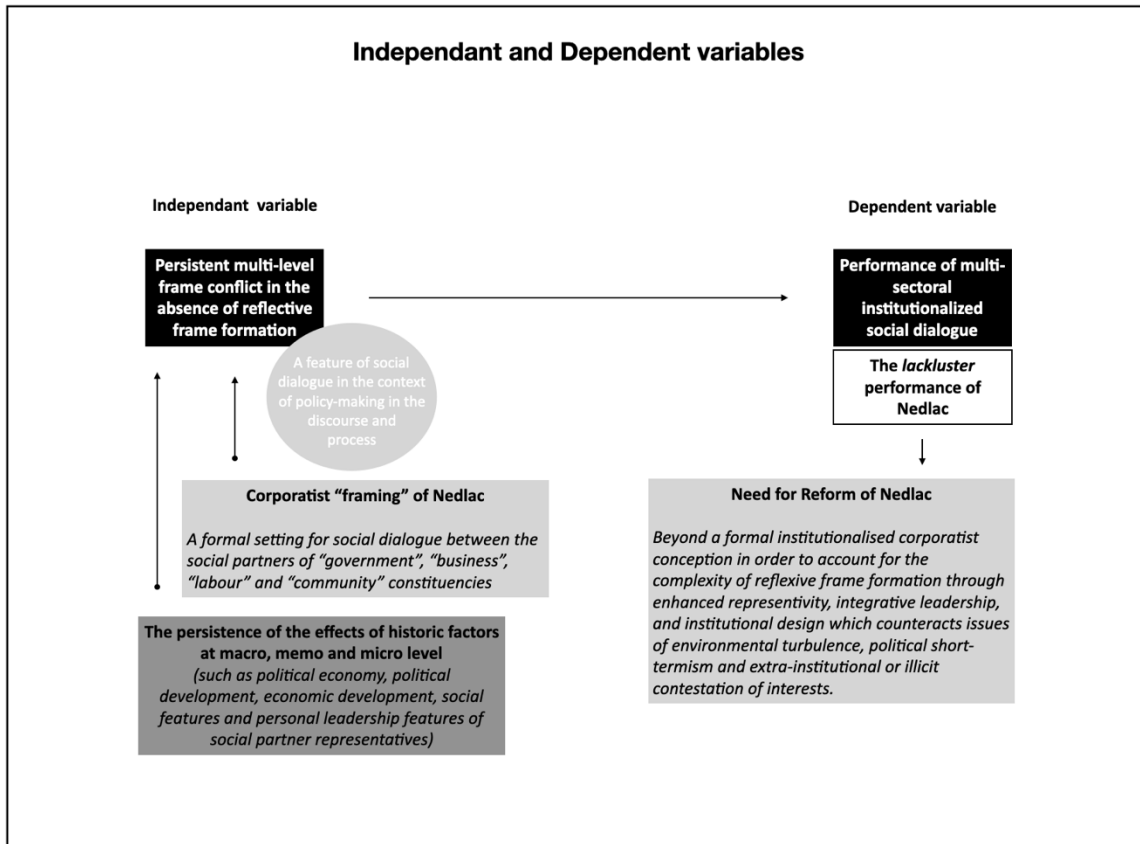 Independant and Dependent variables
Independant variable
Dependent variable
Persistent multi-level
frame conflict in the
absence of reflective
frame formation
Performance of multi-
sectoral
institutionalized
social dialogue
A feature of social
dialogue in the context
of policy-making in the
discourse and
process
The lackluster
performance of
Nedlac
Corporatist “framing” of Nedlac
A formal setting for social dialogue between the
social partners of “government”, “business”,
“labour” and “community” constituencies
Need for Reform of Nedlac
Beyond a formal institutionalised corporatist
conception in order to account for the
complexity of reflexive frame formation through
enhanced representivity, integrative leadership,
and institutional design which counteracts issues
of environmental turbulence, political short-
termism and extra-institutional or illicit
contestation of interests.
The persistence of the effects of historic factors
at macro, memo and micro level
(such as political economy, political
development, economic development, social
features and personal leadership features of
social partner representatives)